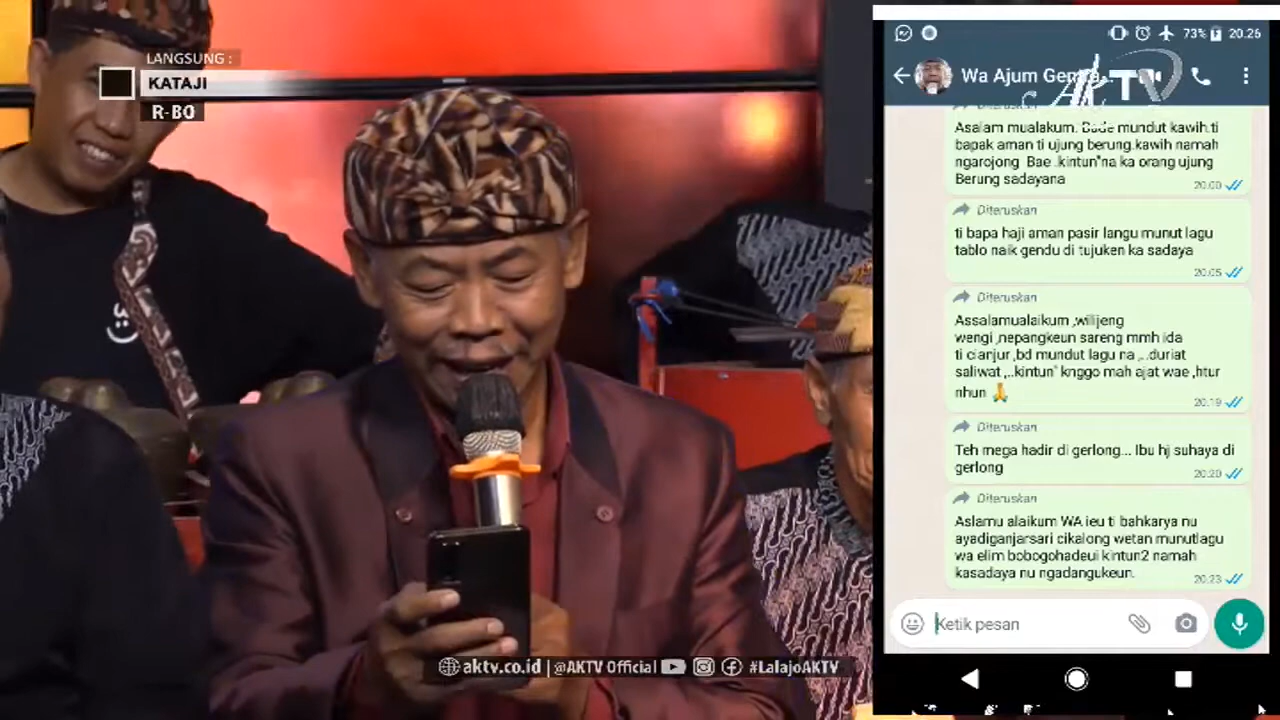 LANGSUNG :
KATAJI
R-BO
73%
20.26
Wa Ajum
AKTV
Diteruskan
Asalam mualakum. Bade mundut kawih.ti
bapak aman ti ujung berung.kawih namah
ngarojong Bae .kintun"na ka orang ujung
Berung sadayana
20.00
Diteruskan
ti bapa haji aman pasir langu munut lagu
tablo naik gendu di tujuken ka sadaya
20.05
Diteruskan
Assalamualaikum ,wilijeng
wengi ,nepangkeun sareng mmh ida
ti cianjur ,bd mundut lagu na ,..duriat
saliwat ,..kintun" knggo mah ajat wae ,htur
nhun 🙏
20.19
Diteruskan
Teh mega hadir di gerlong... Ibu hj suhaya di
gerlong
20.20
Diteruskan
Aslamu alaikum WA ieu ti bahkarya nu
ayadiganjarsari cikalong wetan munutlagu
wa elim bobogohadeui kintun2 namah
kasadaya nu ngadangukeun.
20.23
Ketik pesan
aktv.co.id | @AKTV Official #LalajoAKTV